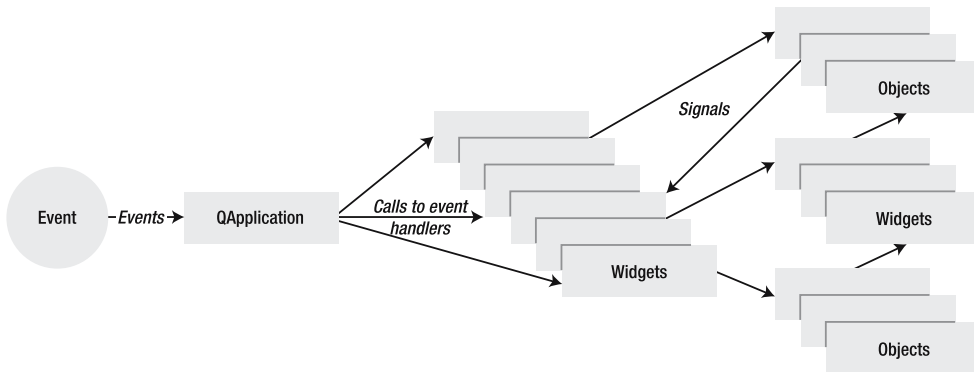 Event
Events
QApplication
Calls to event
handlers
Widgets
Signals
Objects
Widgets
Objects